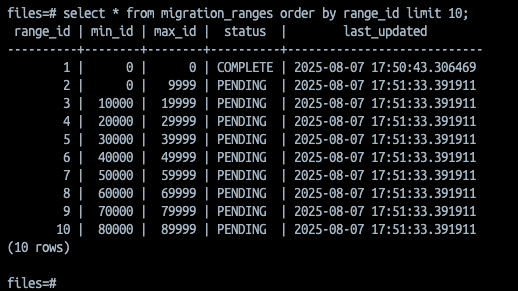 files=# select * from migration_ranges order by range_id limit 10;
 range_id | min_id | max_id |  status  |        last_updated
----------+--------+--------+----------+----------------------------
        1 |      0 |      0 | COMPLETE | 2025-08-07 17:50:43.306469
        2 |      0 |   9999 | PENDING  | 2025-08-07 17:51:33.391911
        3 |  10000 |  19999 | PENDING  | 2025-08-07 17:51:33.391911
        4 |  20000 |  29999 | PENDING  | 2025-08-07 17:51:33.391911
        5 |  30000 |  39999 | PENDING  | 2025-08-07 17:51:33.391911
        6 |  40000 |  49999 | PENDING  | 2025-08-07 17:51:33.391911
        7 |  50000 |  59999 | PENDING  | 2025-08-07 17:51:33.391911
        8 |  60000 |  69999 | PENDING  | 2025-08-07 17:51:33.391911
        9 |  70000 |  79999 | PENDING  | 2025-08-07 17:51:33.391911
       10 |  80000 |  89999 | PENDING  | 2025-08-07 17:51:33.391911
(10 rows)

files=#